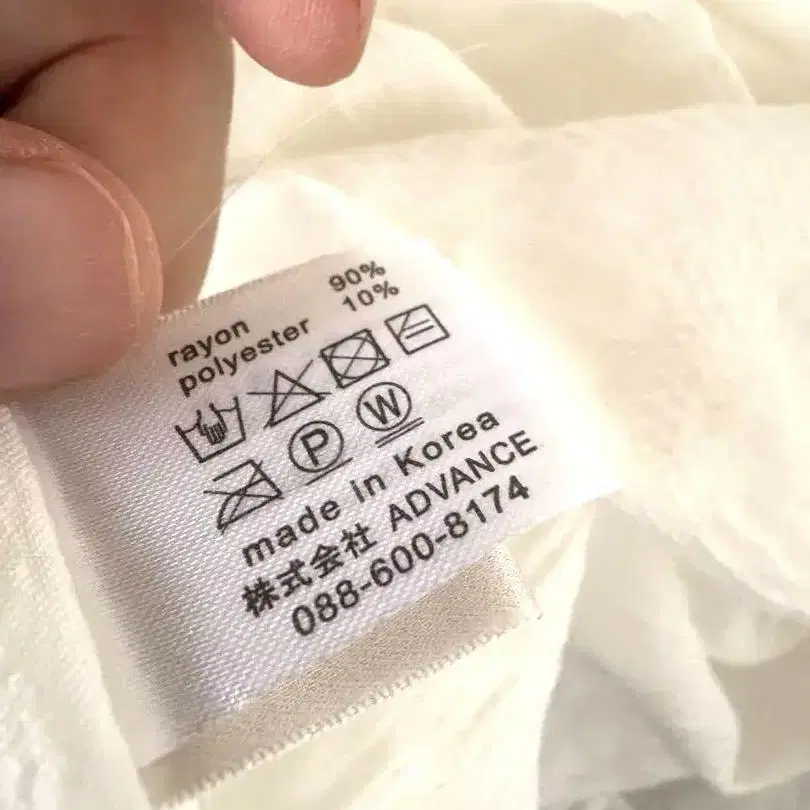 rayon 90%
polyester 10%
P W
made in Korea
株式会社 ADVANCE
088-600-8174